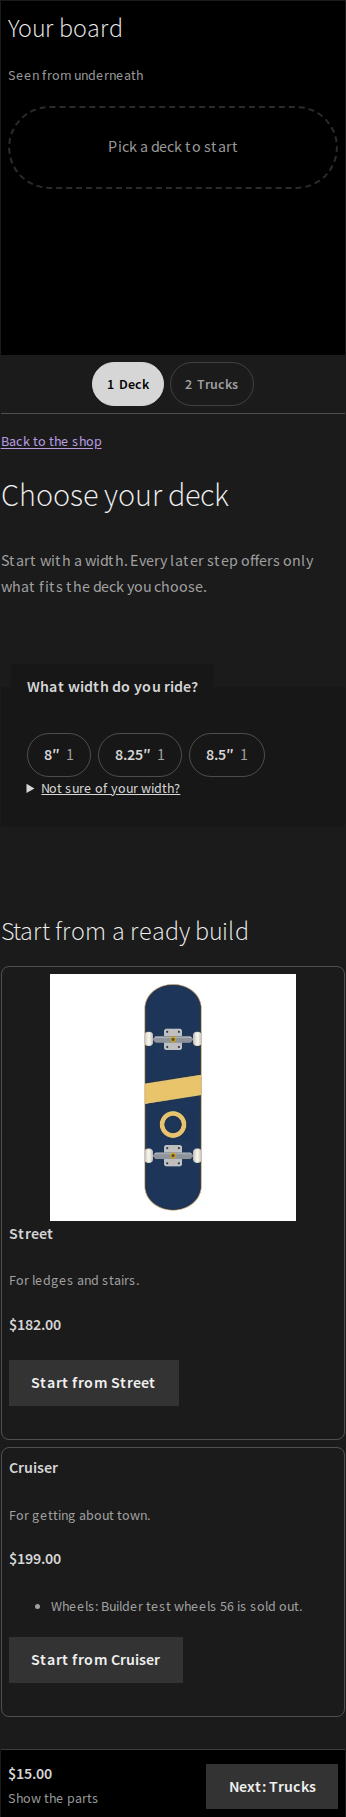 Your board
Seen from underneath
Pick a deck to start
1 Deck
2 Trucks
Back to the shop
Choose your deck
Start with a width. Every later step offers only
what fits the deck you choose.
What width do you ride?
8″ 1
8.25″ 1
8.5″ 1
Not sure of your width?
Start from a ready build
Street
For ledges and stairs.
$182.00
Start from Street
Cruiser
For getting about town.
$199.00
Wheels: Builder test wheels 56 is sold out.
Start from Cruiser
$15.00
Show the parts
Next: Trucks